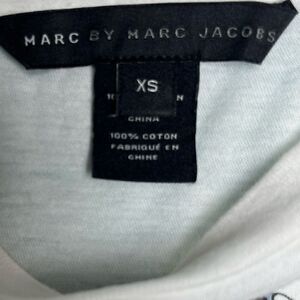 MARC BY MARC JACOBS
XS
CHINA
100% COTON
FABRIQUÉ EN
CHINE